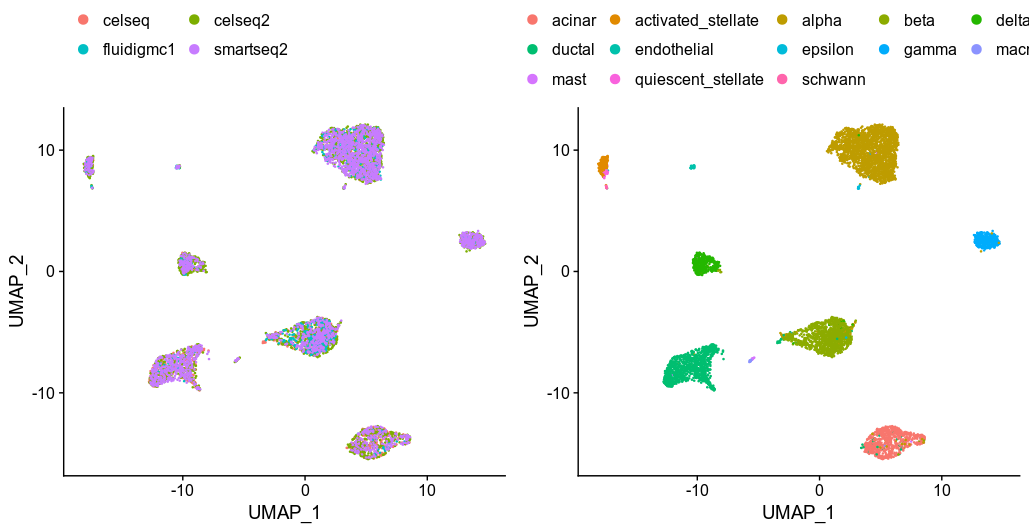 celseq celseq2
fluidigmc1 smartseq2
10
0
-10
UMAP_2
-10 0 10
UMAP_1
acinar activated_stellate alpha beta delta
ductal endothelial epsilon gamma macr
mast quiescent_stellate schwann
10
0
-10
UMAP_2
-10 0 10
UMAP_1